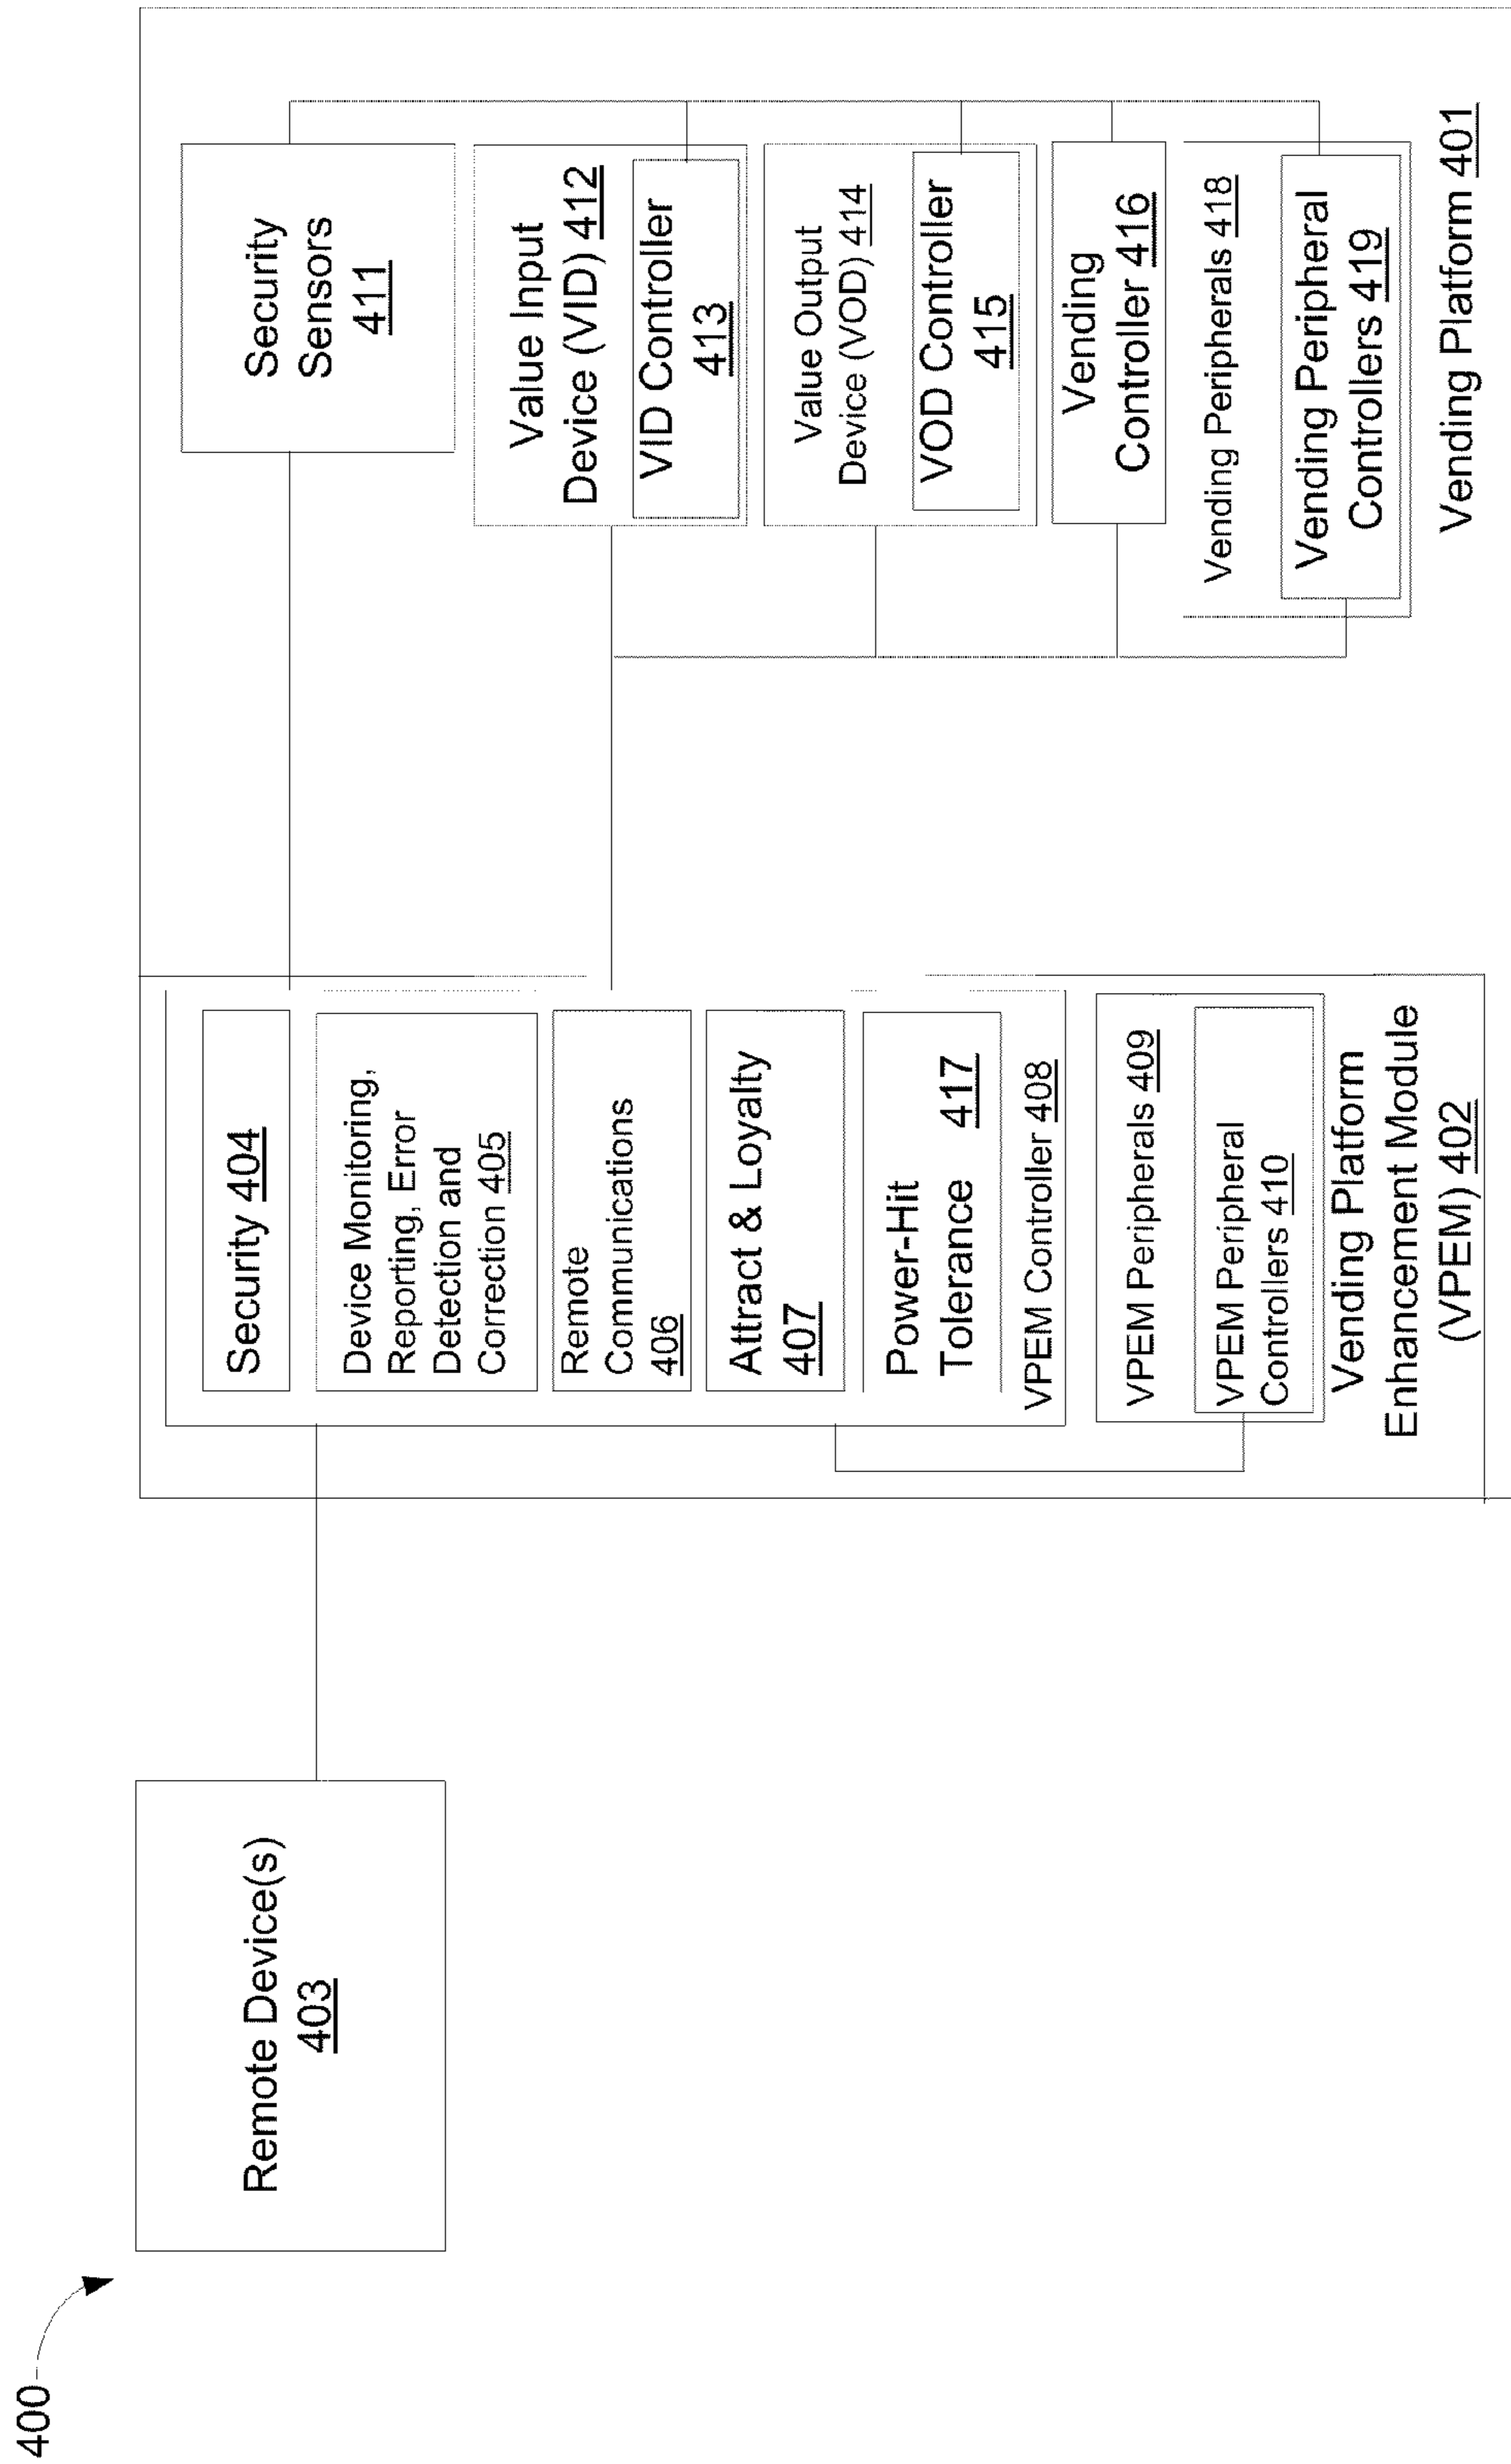 400
Remote Device(s)
403
Security 404
Device Monitoring,
Reporting, Error
Detection and
Correction 405
Remote
Communications
406
Attract & Loyalty
407
Power-Hit
Tolerance 417
VPEM Controller 408
VPEM Peripherals 409
VPEM Peripheral
Controllers 410
Vending Platform
Enhancement Module
(VPEM) 402
Security
Sensors
411
Value Input
Device (VID) 412
VID Controller
413
Value Output
Device (VOD) 414
VOD Controller
415
Vending
Controller 416
Vending Peripherals 418
Vending Peripheral
Controllers 419
Vending Platform 401